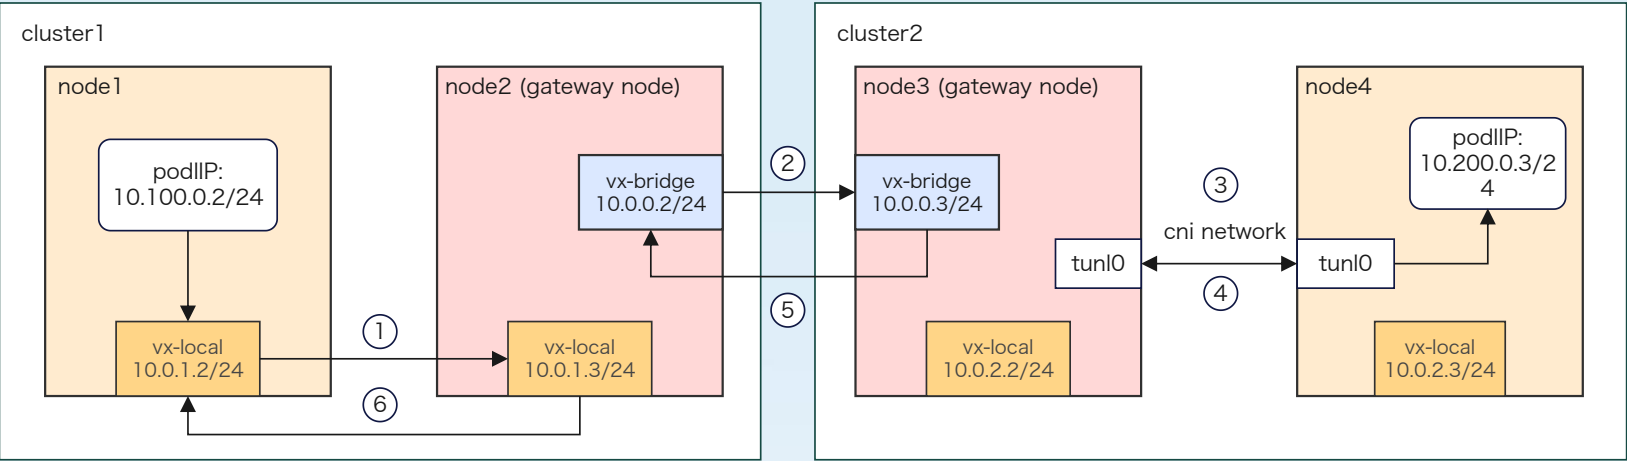 cluster1
node1
podIIP:
10.100.0.2/24
vx-local
10.0.1.2/24
①
⑥
node2 (gateway node)
vx-bridge
10.0.0.2/24
vx-local
10.0.1.3/24
②
⑤
cluster2
node3 (gateway node)
vx-bridge
10.0.0.3/24
tunl0
vx-local
10.0.2.2/24
③
cni network
④
node4
podIIP:
10.200.0.3/2
4
tunl0
vx-local
10.0.2.3/24